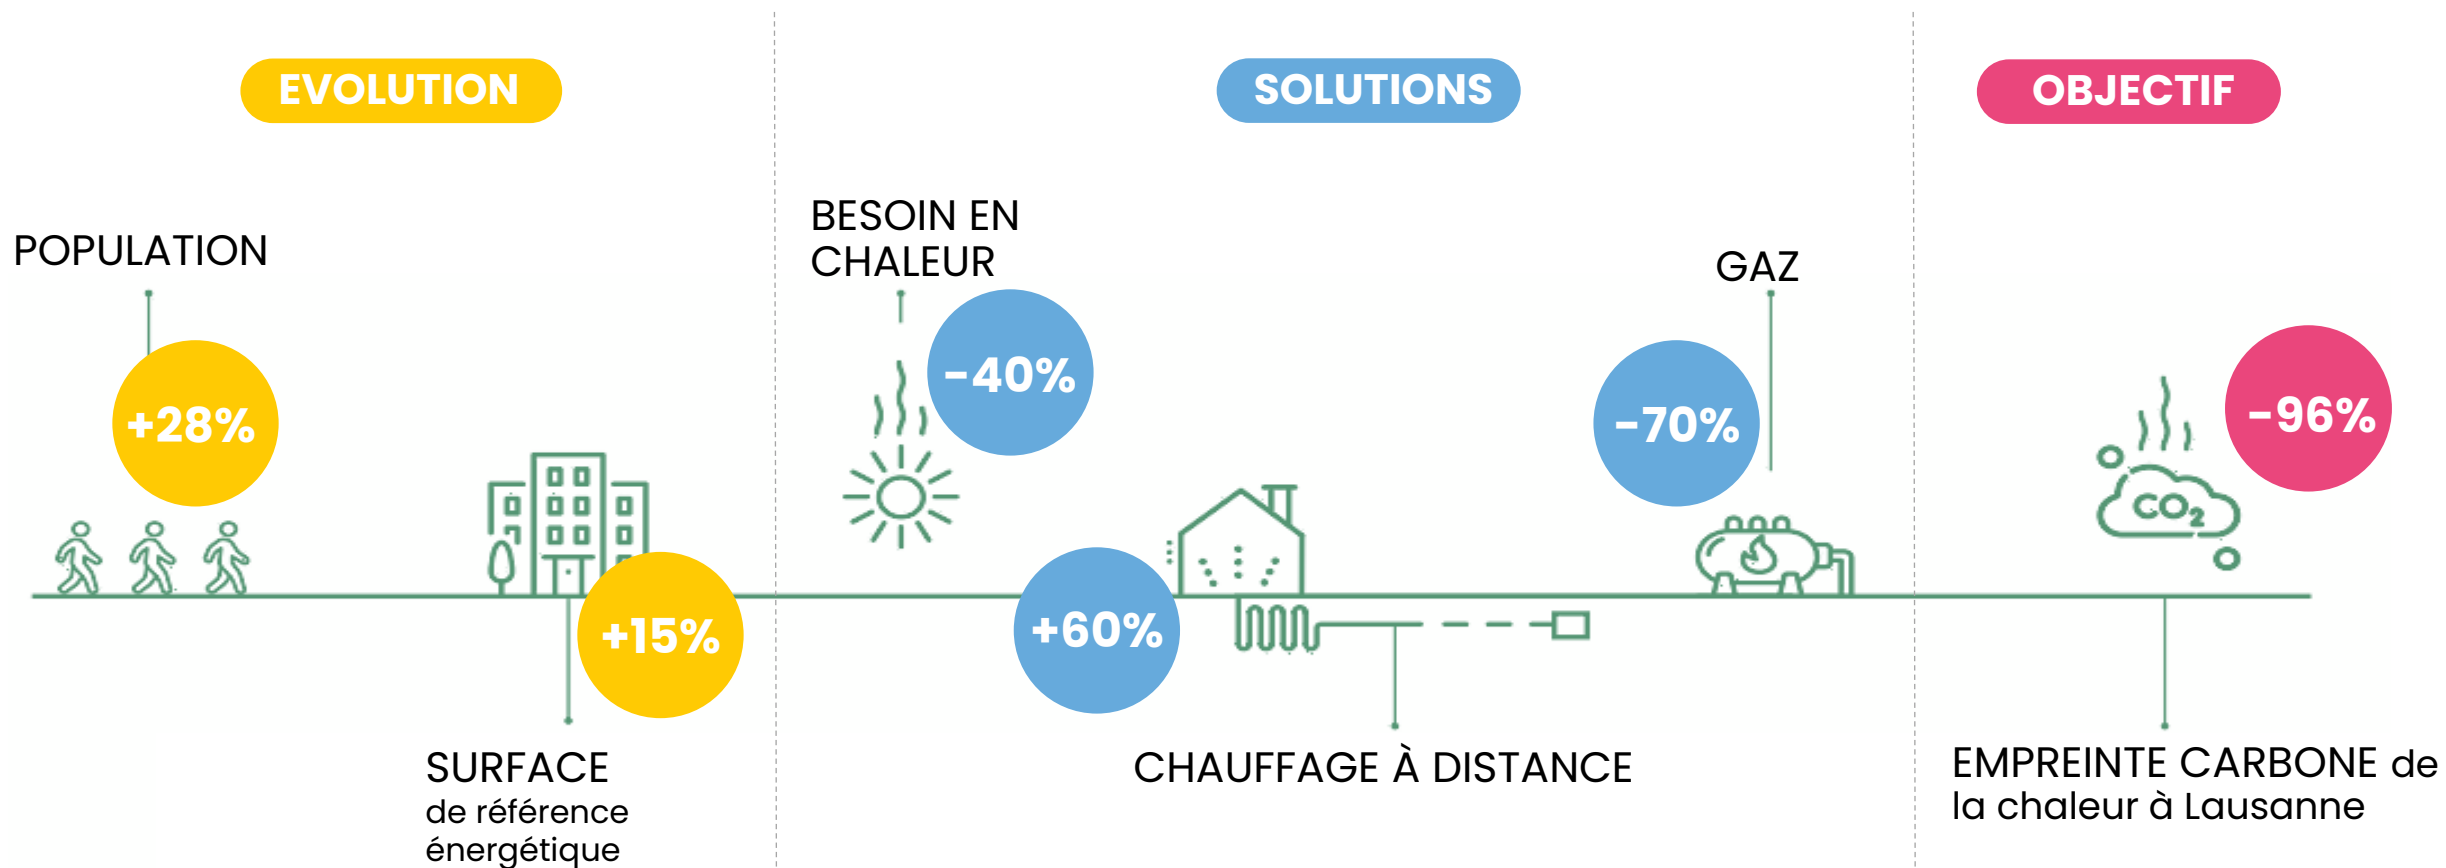 EVOLUTION
POPULATION
+28%
+15%
SURFACE
de référence
énergétique
SOLUTIONS
BESOIN EN
CHALEUR
-40%
+60%
CHAUFFAGE À DISTANCE
GAZ
-70%
OBJECTIF
-96%
CO₂
EMPREINTE CARBONE de
la chaleur à Lausanne